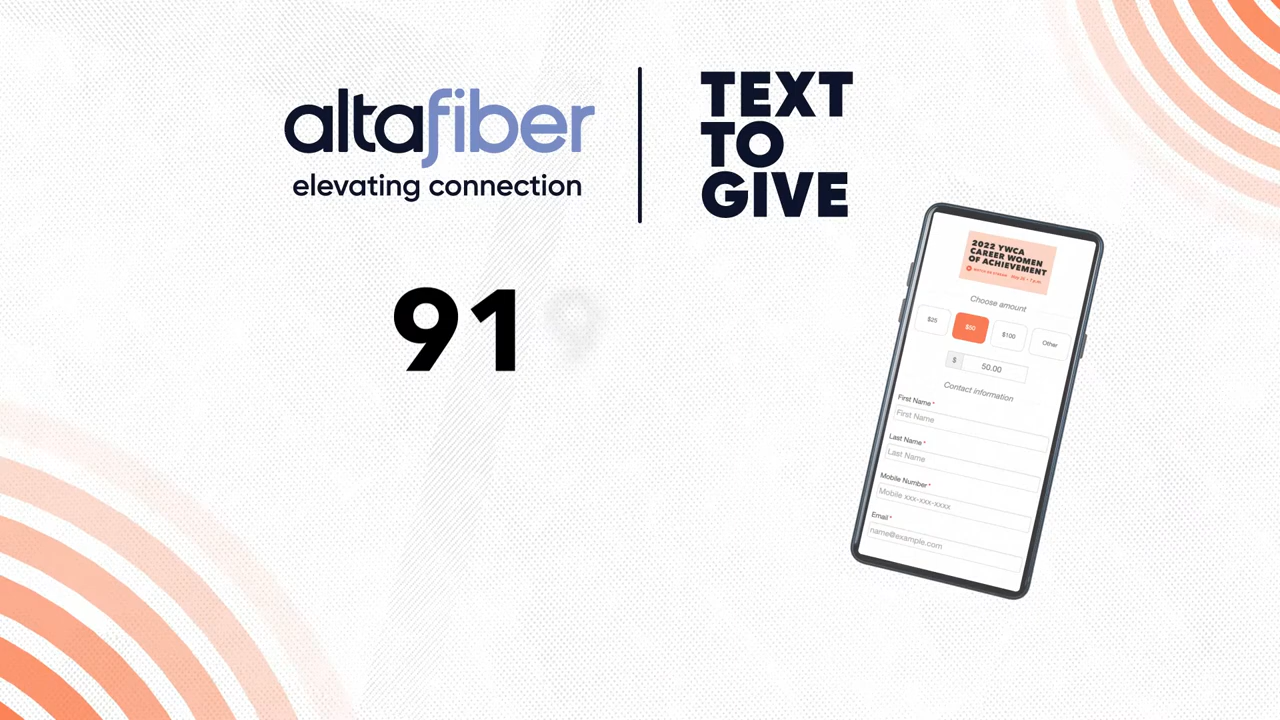 altafiber
elevating connection
TEXT
TO
GIVE
91
2022 YWCA
CAREER WOMEN
OF ACHIEVEMENT
Choose amount
$25
$50
$100
Other
$
50.00
Contact information
First Name *
First Name
Last Name *
Last Name
Mobile Number *
Mobile xxx-xxx-xxxx
Email *
name@example.com